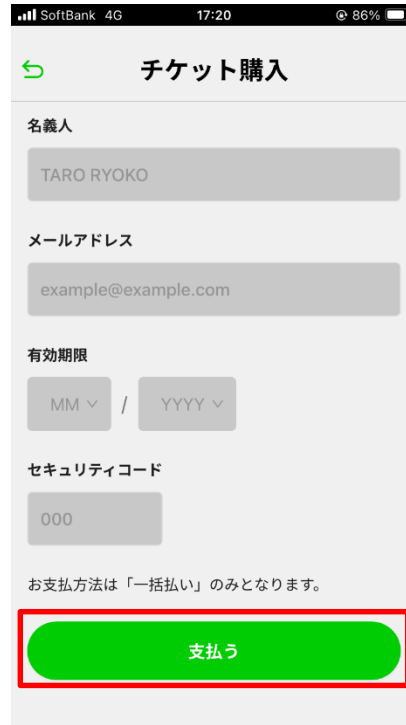 SoftBank 4G 17:20 86%
チケット購入
名義人
TARO RYOKO
メールアドレス
example@example.com
有効期限
MM / YYYY
セキュリティコード
000
お支払方法は「一括払い」のみとなります。
支払う